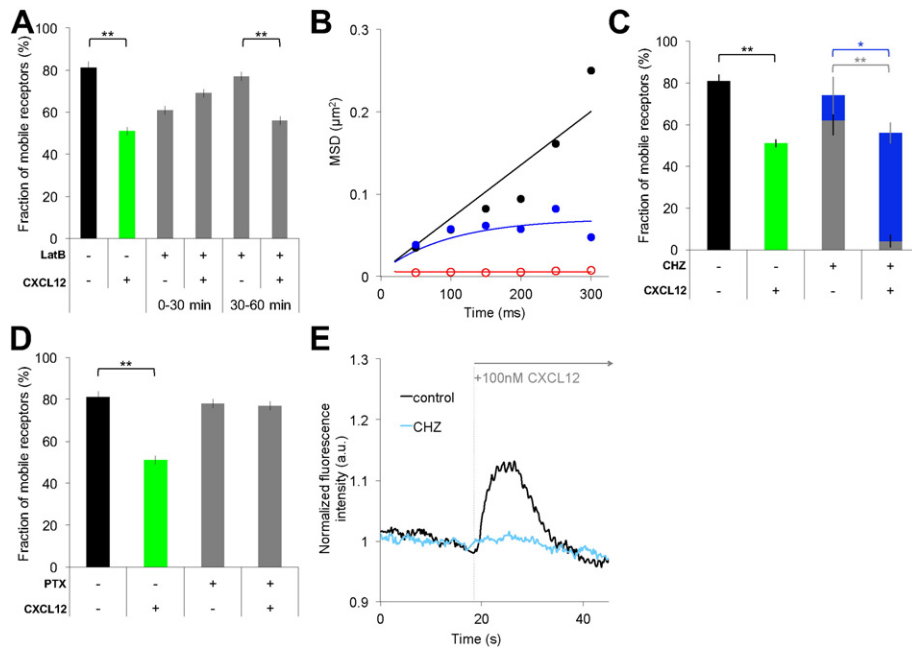 A
Fraction of mobile receptors (%)
100
80
60
40
20
0
** **
LatB - - + + + +
CXCL12 - + - + - +
0-30 min 30-60 min
B
MSD (µm²)
0.2
0.1
0
0 100 200 300
Time (ms)
C
Fraction of mobile receptors (%)
100
80
60
40
20
0
** *
**
CHZ - - + +
CXCL12 - + - +
D
Fraction of mobile receptors (%)
100
80
60
40
20
0
**
PTX - - + +
CXCL12 - + - +
E
Normalized fluorescence
intensity (a.u.)
1.3
1.2
1.1
1
0.9
+100nM CXCL12
control
CHZ
0 20 40
Time (s)